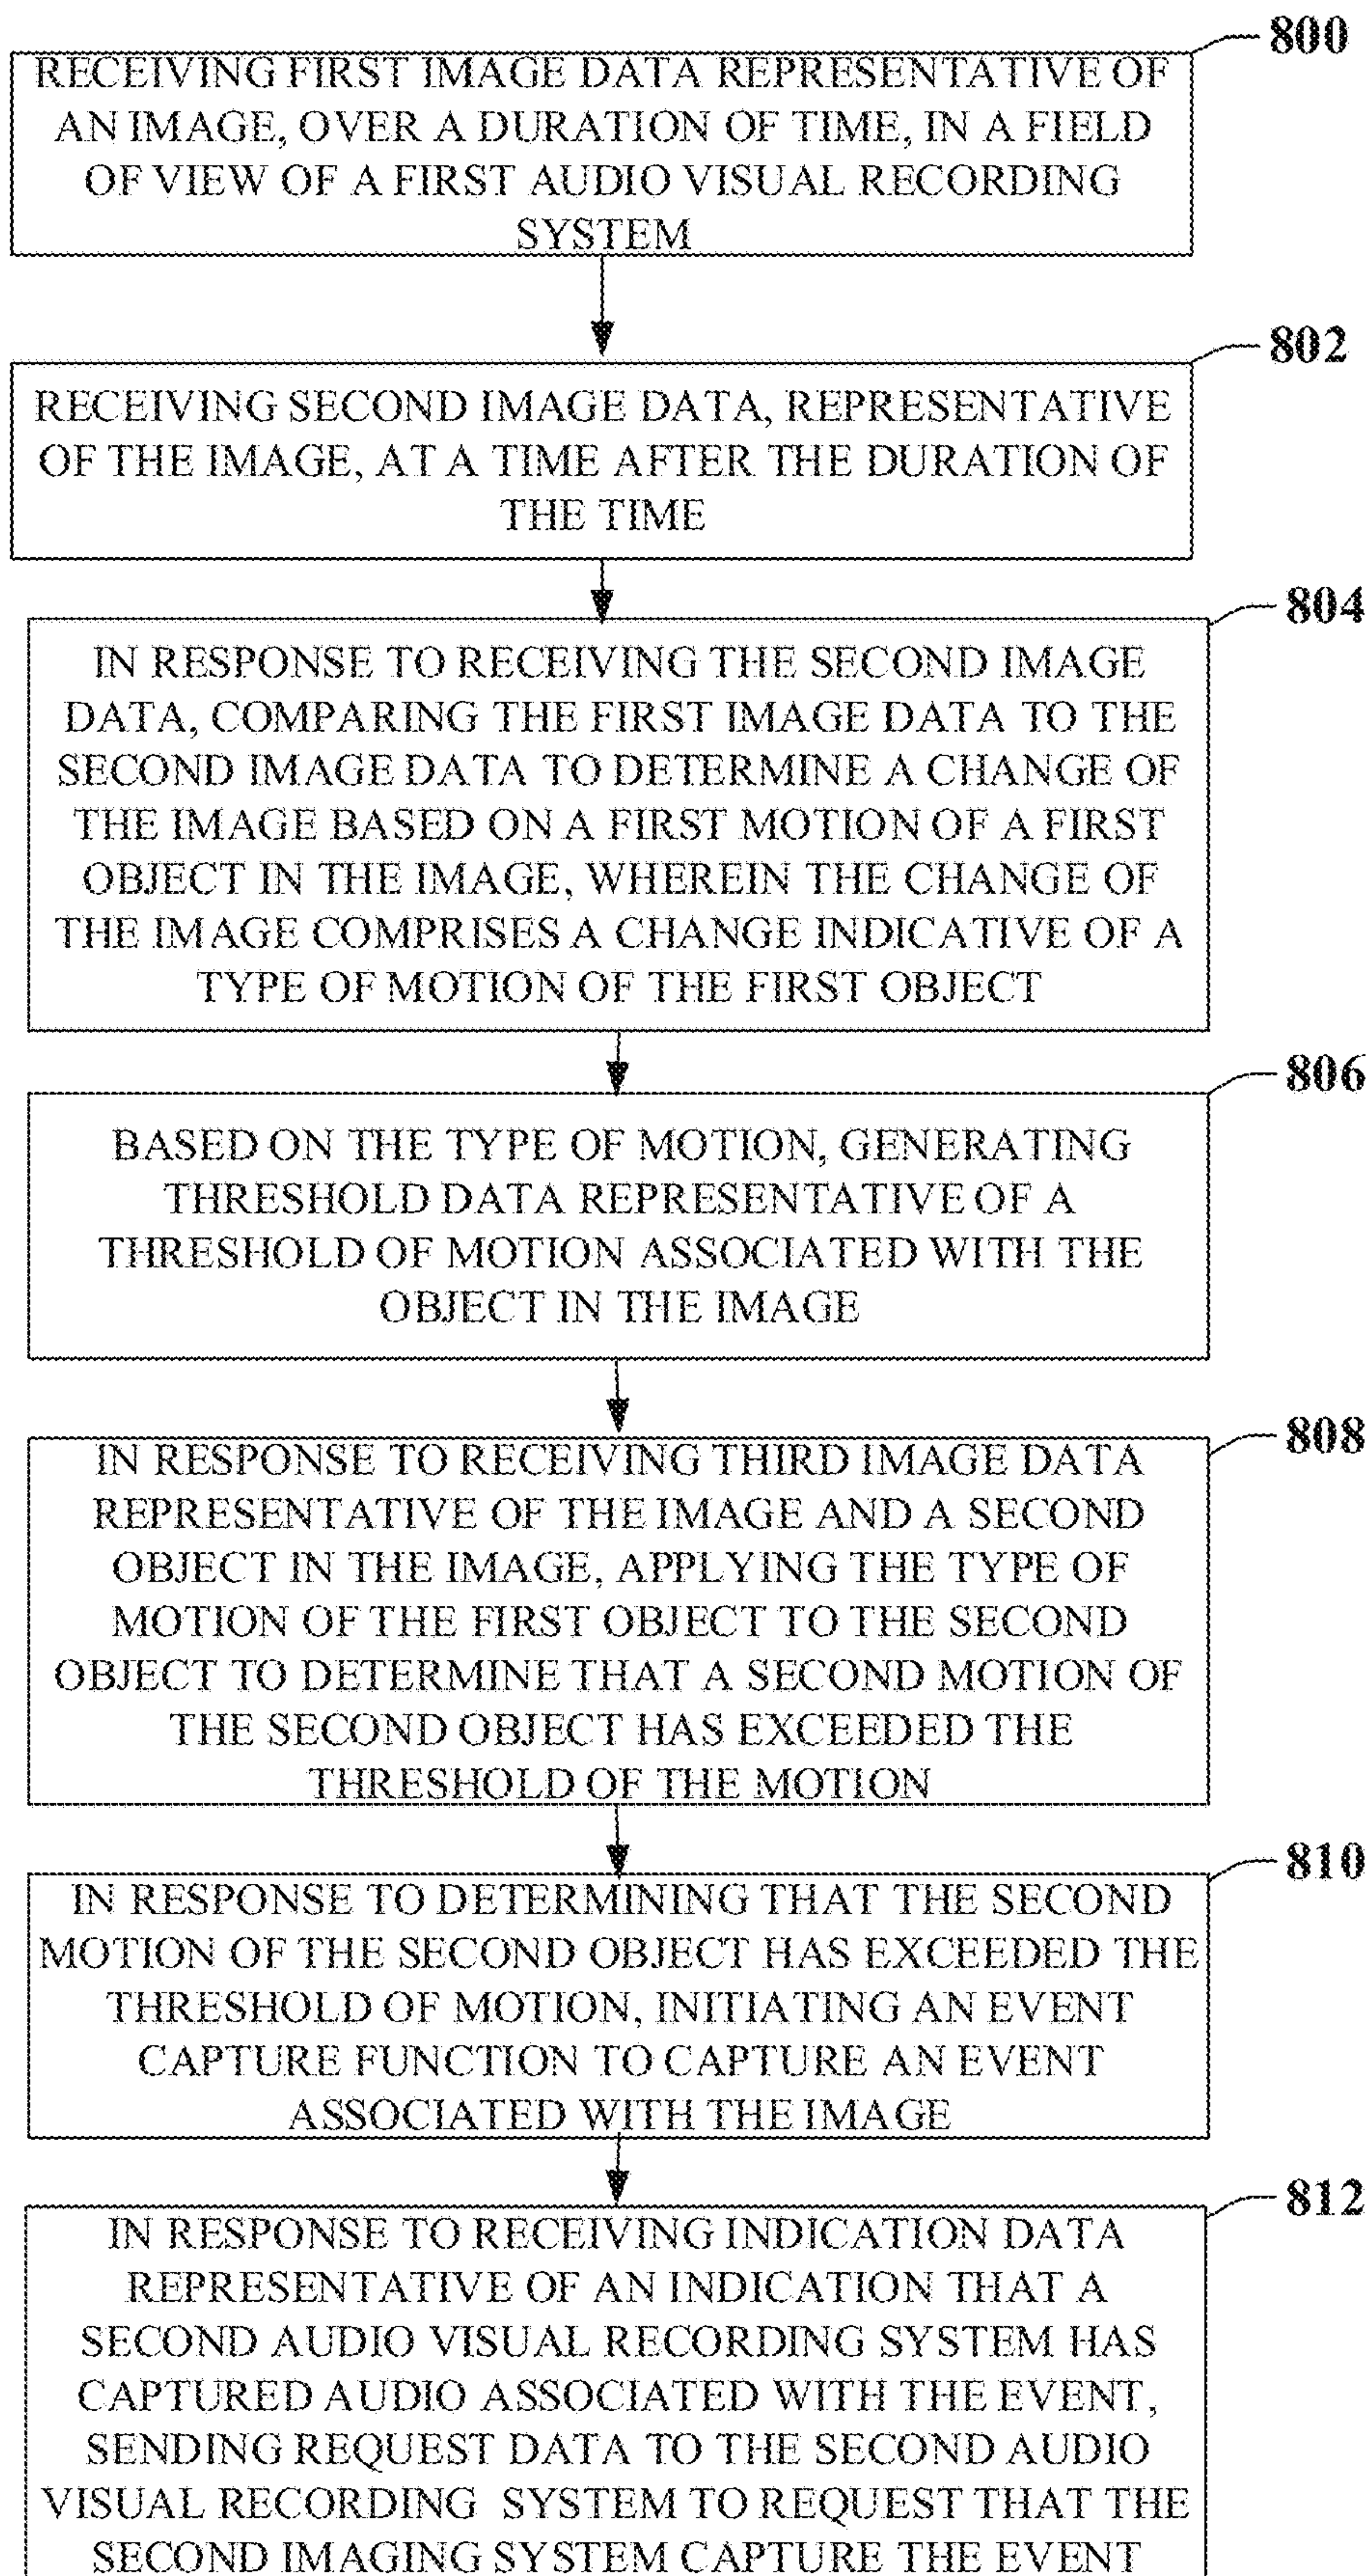 800
RECEIVING FIRST IMAGE DATA REPRESENTATIVE OF
AN IMAGE, OVER A DURATION OF TIME, IN A FIELD
OF VIEW OF A FIRST AUDIO VISUAL RECORDING
SYSTEM
802
RECEIVING SECOND IMAGE DATA, REPRESENTATIVE
OF THE IMAGE, AT A TIME AFTER THE DURATION OF
THE TIME
804
IN RESPONSE TO RECEIVING THE SECOND IMAGE
DATA, COMPARING THE FIRST IMAGE DATA TO THE
SECOND IMAGE DATA TO DETERMINE A CHANGE OF
THE IMAGE BASED ON A FIRST MOTION OF A FIRST
OBJECT IN THE IMAGE, WHEREIN THE CHANGE OF
THE IMAGE COMPRISES A CHANGE INDICATIVE OF A
TYPE OF MOTION OF THE FIRST OBJECT
806
BASED ON THE TYPE OF MOTION, GENERATING
THRESHOLD DATA REPRESENTATIVE OF A
THRESHOLD OF MOTION ASSOCIATED WITH THE
OBJECT IN THE IMAGE
808
IN RESPONSE TO RECEIVING THIRD IMAGE DATA
REPRESENTATIVE OF THE IMAGE AND A SECOND
OBJECT IN THE IMAGE, APPLYING THE TYPE OF
MOTION OF THE FIRST OBJECT TO THE SECOND
OBJECT TO DETERMINE THAT A SECOND MOTION OF
THE SECOND OBJECT HAS EXCEEDED THE
THRESHOLD OF THE MOTION
810
IN RESPONSE TO DETERMINING THAT THE SECOND
MOTION OF THE SECOND OBJECT HAS EXCEEDED THE
THRESHOLD OF MOTION, INITIATING AN EVENT
CAPTURE FUNCTION TO CAPTURE AN EVENT
ASSOCIATED WITH THE IMAGE
812
IN RESPONSE TO RECEIVING INDICATION DATA
REPRESENTATIVE OF AN INDICATION THAT A
SECOND AUDIO VISUAL RECORDING SYSTEM HAS
CAPTURED AUDIO ASSOCIATED WITH THE EVENT,
SENDING REQUEST DATA TO THE SECOND AUDIO
VISUAL RECORDING SYSTEM TO REQUEST THAT THE
SECOND IMAGING SYSTEM CAPTURE THE EVENT